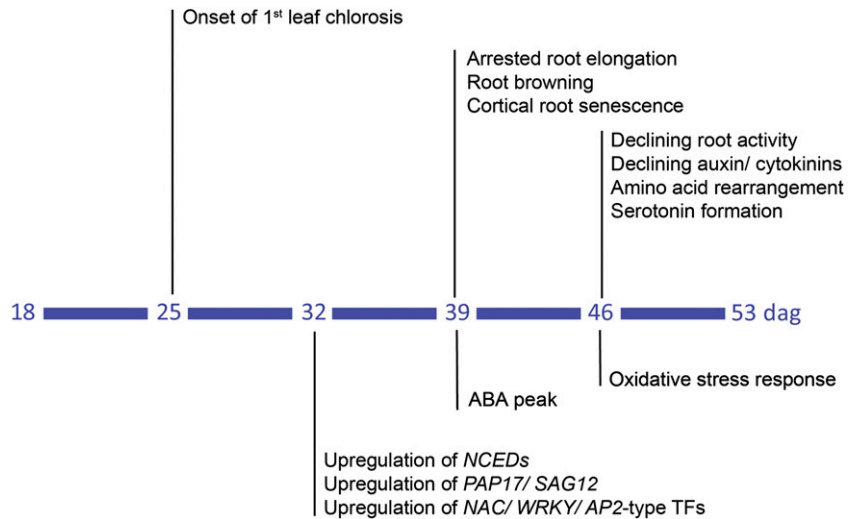 Onset of 1st leaf chlorosis
Arrested root elongation
Root browning
Cortical root senescence
Declining root activity
Declining auxin/ cytokinins
Amino acid rearrangement
Serotonin formation
18 25 32 39 46 53 dag
Oxidative stress response
ABA peak
Upregulation of NCEDs
Upregulation of PAP17/ SAG12
Upregulation of NAC/ WRKY/ AP2-type TFs